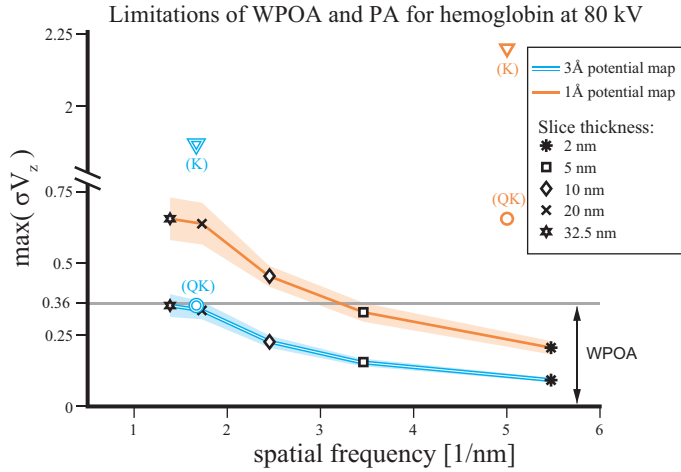 Limitations of WPOA and PA for hemoglobin at 80 kV
2.25
2
0.75
0.5
0.36
0.25
0
max( σV_z )
(K)
(K)
(QK)
(QK)
3Å potential map
1Å potential map
Slice thickness:
2 nm
5 nm
10 nm
20 nm
32.5 nm
WPOA
1 2 3 4 5 6
spatial frequency [1/nm]